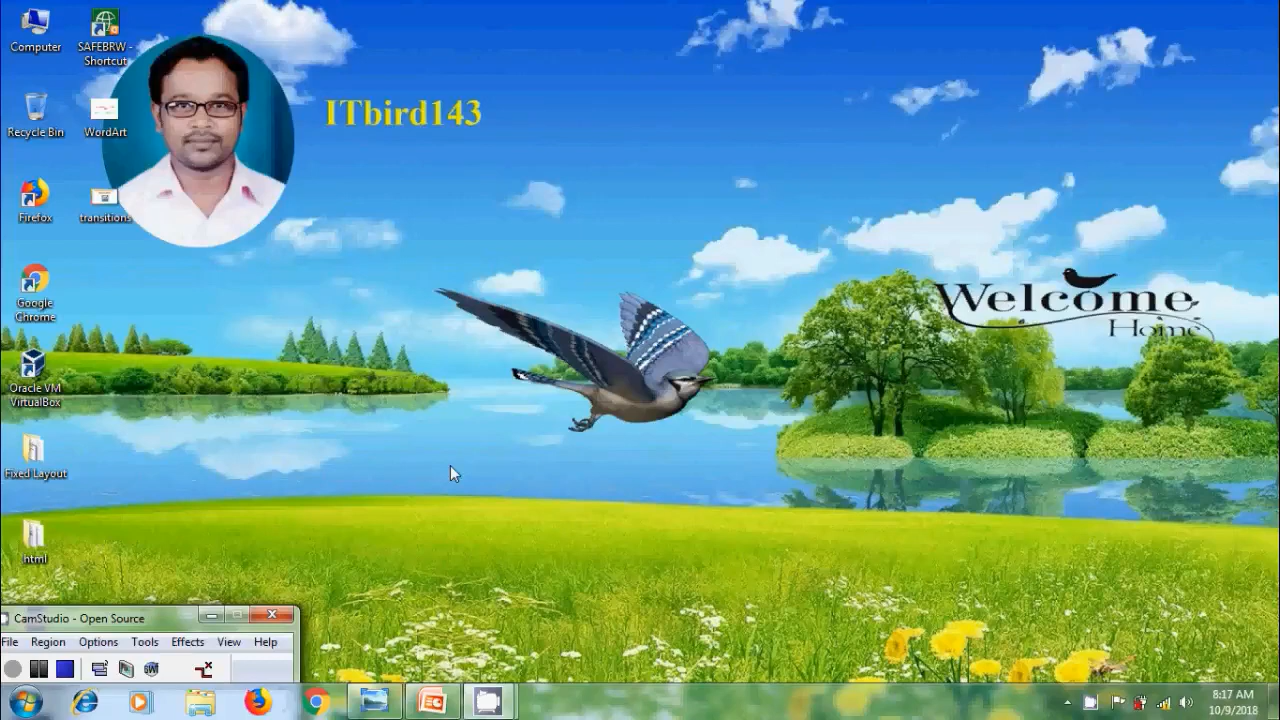 Computer
SAFEBRW - Shortcut
Recycle Bin
WordArt
Firefox
transitions
Google Chrome
Oracle VM VirtualBox
Fixed Layout
html
ITbird143
Welcome
Home
CamStudio - Open Source
File Region Options Tools Effects View Help
8:17 AM
10/9/2018